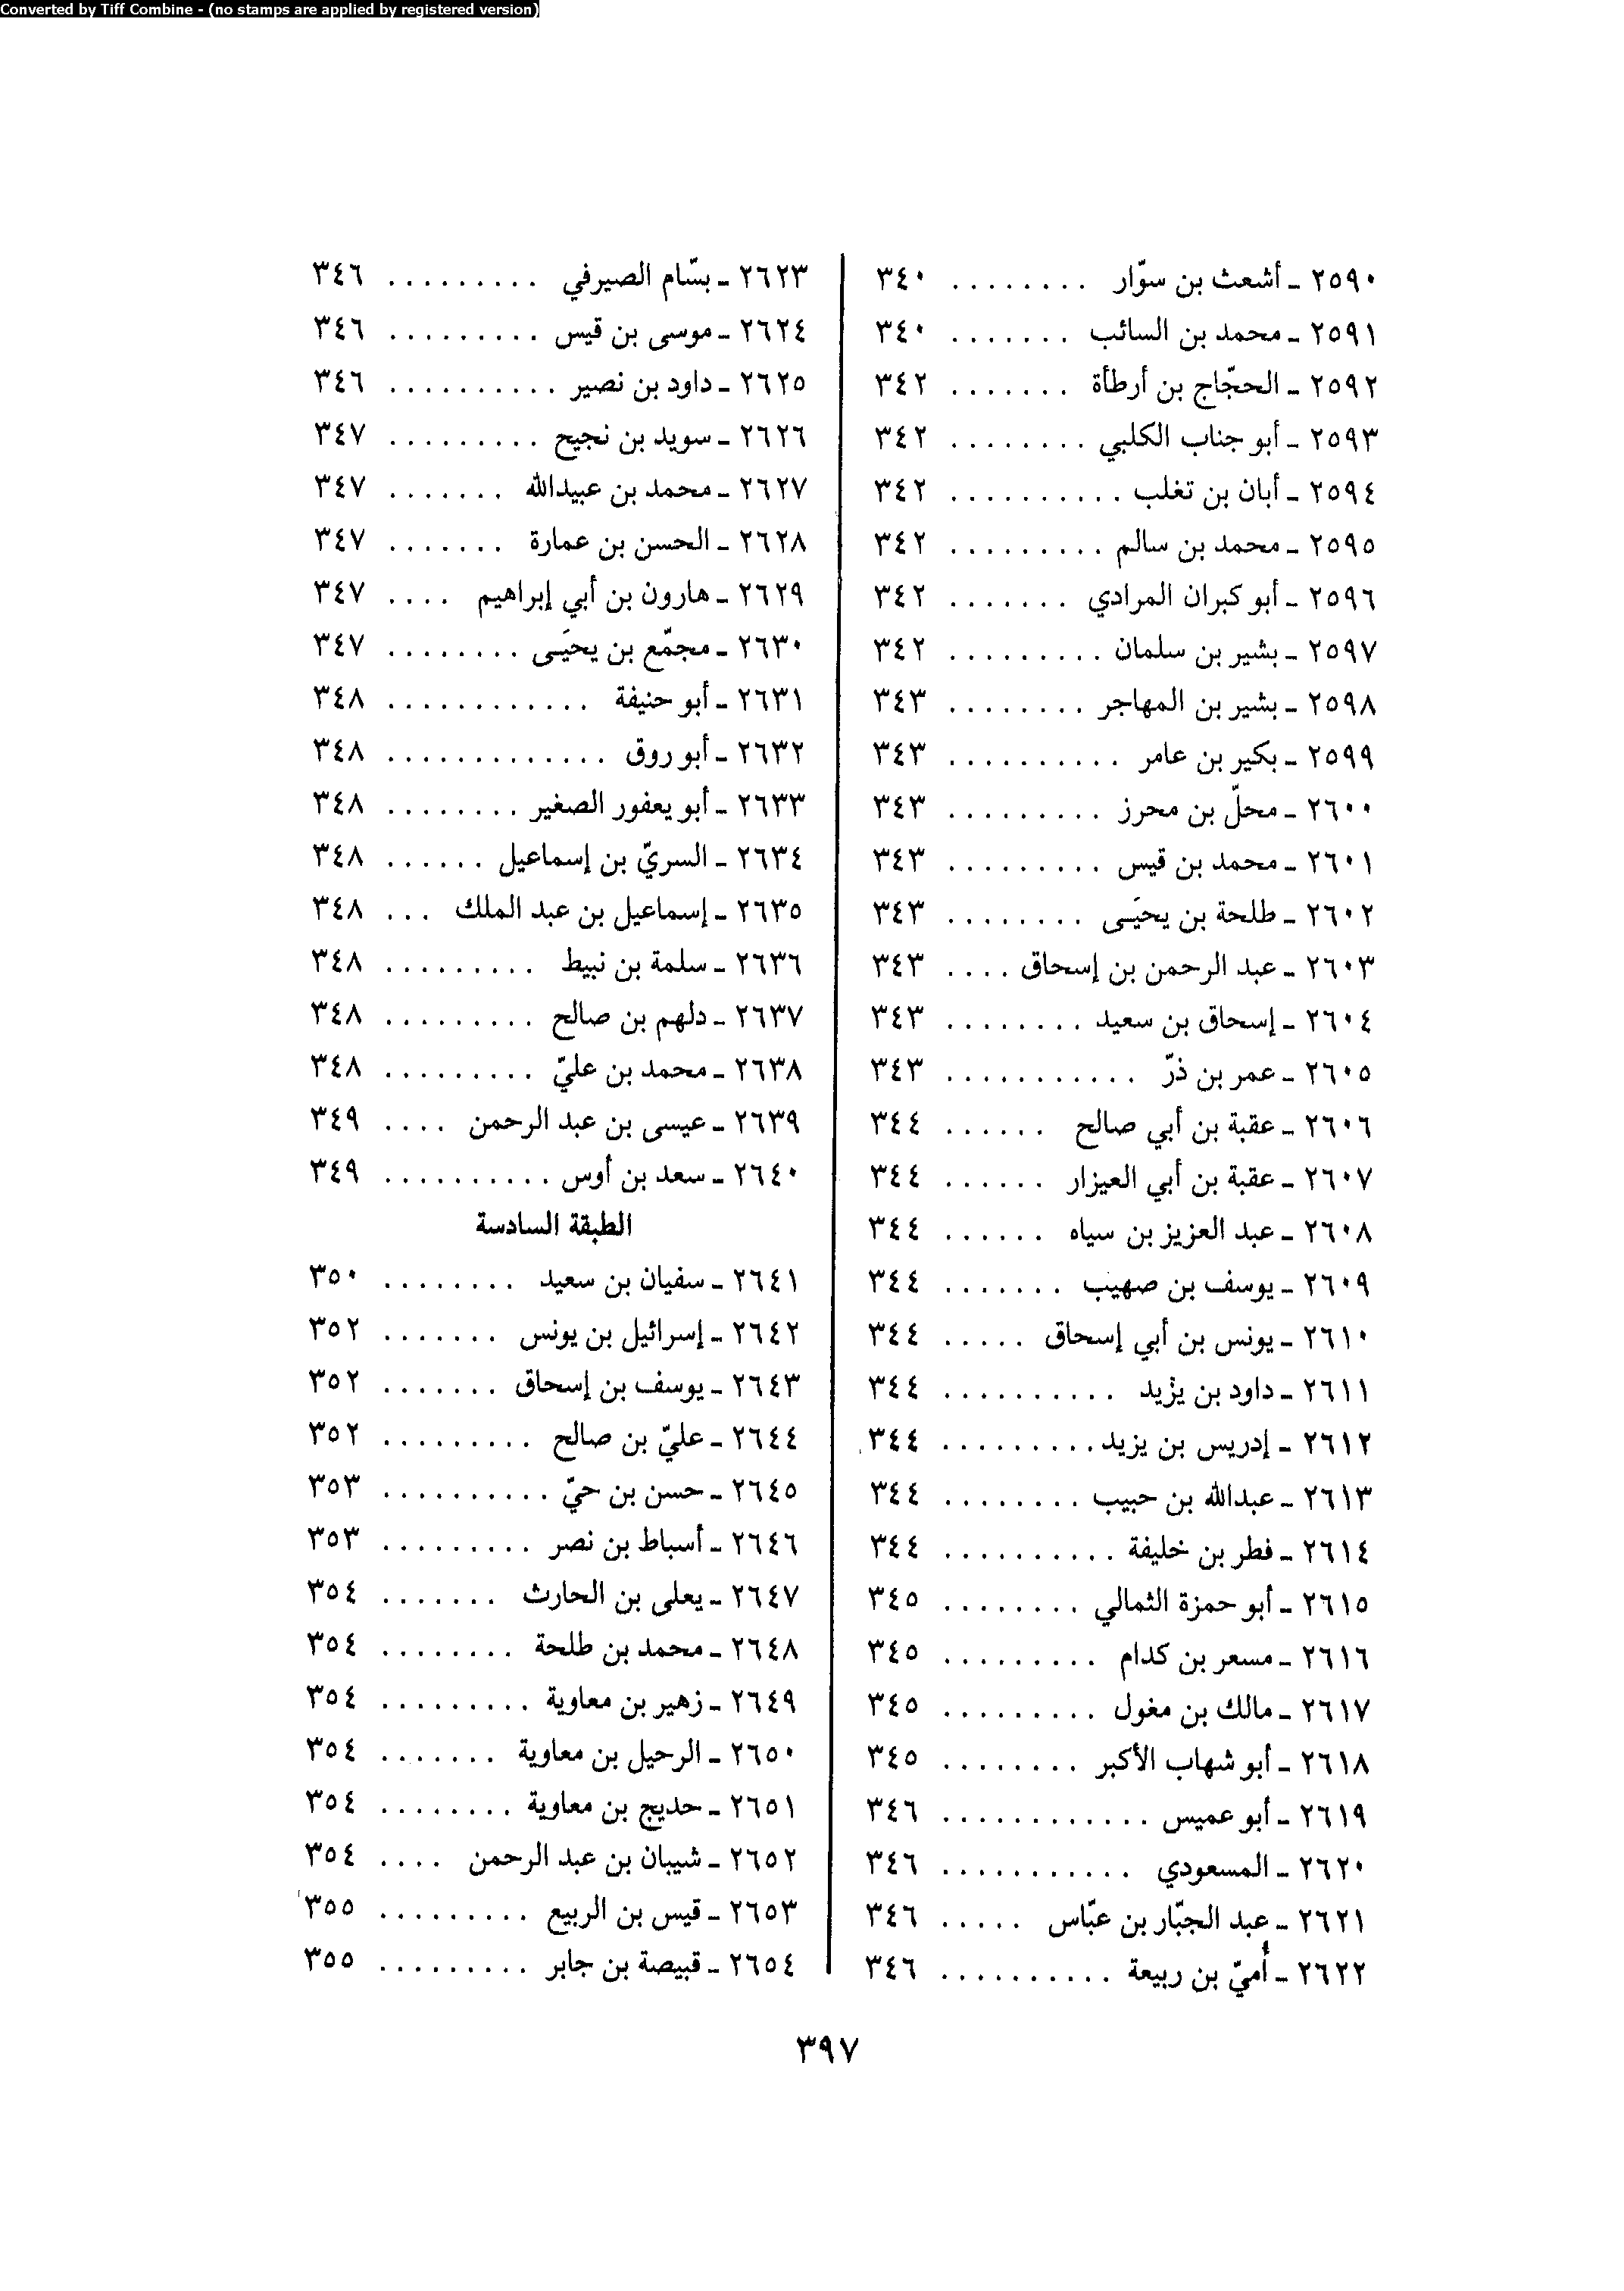 Converted by Tiff Combine - (no stamps are applied by registered version)
٢٥٩٠ - أشعث بن سوّار ........ ٣٤٠
٢٥٩١ - محمد بن السائب ....... ٣٤٠
٢٥٩٢ - الحجّاج بن أرطأة ....... ٣٤٢
٢٥٩٣ - أبو جناب الكلبي ........ ٣٤٢
٢٥٩٤ - أبان بن تغلب .......... ٣٤٢
٢٥٩٥ - محمد بن سالم ......... ٣٤٢
٢٥٩٦ - أبو كبران المرادي ....... ٣٤٢
٢٥٩٧ - بشير بن سلمان ......... ٣٤٢
٢٥٩٨ - بشير بن المهاجر ........ ٣٤٣
٢٥٩٩ - بكير بن عامر .......... ٣٤٣
٢٦٠٠ - محلّ بن محرز ......... ٣٤٣
٢٦٠١ - محمد بن قيس ......... ٣٤٣
٢٦٠٢ - طلحة بن يحيَى ........ ٣٤٣
٢٦٠٣ - عبد الرحمن بن إسحاق .... ٣٤٣
٢٦٠٤ - إسحاق بن سعيد ........ ٣٤٣
٢٦٠٥ - عمر بن ذرّ ........... ٣٤٣
٢٦٠٦ - عقبة بن أبي صالح ...... ٣٤٤
٢٦٠٧ - عقبة بن أبي العيزار ...... ٣٤٤
٢٦٠٨ - عبد العزيز بن سياه ...... ٣٤٤
٢٦٠٩ - يوسف بن صهيب ....... ٣٤٤
٢٦١٠ - يونس بن أبي إسحاق ..... ٣٤٤
٢٦١١ - داود بن يزيد .......... ٣٤٤
٢٦١٢ - إدريس بن يزيد ......... ٣٤٤
٢٦١٣ - عبدالله بن حبيب ........ ٣٤٤
٢٦١٤ - فطر بن خليفة .......... ٣٤٤
٢٦١٥ - أبو حمزة الثمالي ........ ٣٤٥
٢٦١٦ - مسعر بن كدام ......... ٣٤٥
٢٦١٧ - مالك بن مغول ......... ٣٤٥
٢٦١٨ - أبو شهاب الأكبر ........ ٣٤٥
٢٦١٩ - أبو عميس ............ ٣٤٦
٢٦٢٠ - المسعودي ........... ٣٤٦
٢٦٢١ - عبد الجبّار بن عبّاس ..... ٣٤٦
٢٦٢٢ - أُميّ بن ربيعة .......... ٣٤٦
٢٦٢٣ - بسّام الصيرفي ......... ٣٤٦
٢٦٢٤ - موسى بن قيس ......... ٣٤٦
٢٦٢٥ - داود بن نصير .......... ٣٤٦
٢٦٢٦ - سويد بن نجيح ......... ٣٤٧
٢٦٢٧ - محمد بن عبيدالله ....... ٣٤٧
٢٦٢٨ - الحسن بن عمارة ....... ٣٤٧
٢٦٢٩ - هارون بن أبي إبراهيم .... ٣٤٧
٢٦٣٠ - مجمّع بن يحيَى ........ ٣٤٧
٢٦٣١ - أبو حنيفة ............ ٣٤٨
٢٦٣٢ - أبو روق ............. ٣٤٨
٢٦٣٣ - أبو يعفور الصغير ........ ٣٤٨
٢٦٣٤ - السريّ بن إسماعيل ...... ٣٤٨
٢٦٣٥ - إسماعيل بن عبد الملك ... ٣٤٨
٢٦٣٦ - سلمة بن نبيط ......... ٣٤٨
٢٦٣٧ - دلهم بن صالح ......... ٣٤٨
٢٦٣٨ - محمد بن عليّ ......... ٣٤٨
٢٦٣٩ - عيسى بن عبد الرحمن .... ٣٤٩
٢٦٤٠ - سعد بن أوس .......... ٣٤٩
الطبقة السادسة
٢٦٤١ - سفيان بن سعيد ........ ٣٥٠
٢٦٤٢ - إسرائيل بن يونس ....... ٣٥٢
٢٦٤٣ - يوسف بن إسحاق ....... ٣٥٢
٢٦٤٤ - عليّ بن صالح ......... ٣٥٢
٢٦٤٥ - حسن بن حيّ .......... ٣٥٣
٢٦٤٦ - أسباط بن نصر ......... ٣٥٣
٢٦٤٧ - يعلى بن الحارث ....... ٣٥٤
٢٦٤٨ - محمد بن طلحة ........ ٣٥٤
٢٦٤٩ - زهير بن معاوية ......... ٣٥٤
٢٦٥٠ - الرحيل بن معاوية ....... ٣٥٤
٢٦٥١ - حديج بن معاوية ........ ٣٥٤
٢٦٥٢ - شيبان بن عبد الرحمن .... ٣٥٤
٢٦٥٣ - قيس بن الربيع ......... ٣٥٥
٢٦٥٤ - قبيصة بن جابر ......... ٣٥٥
٣٩٧